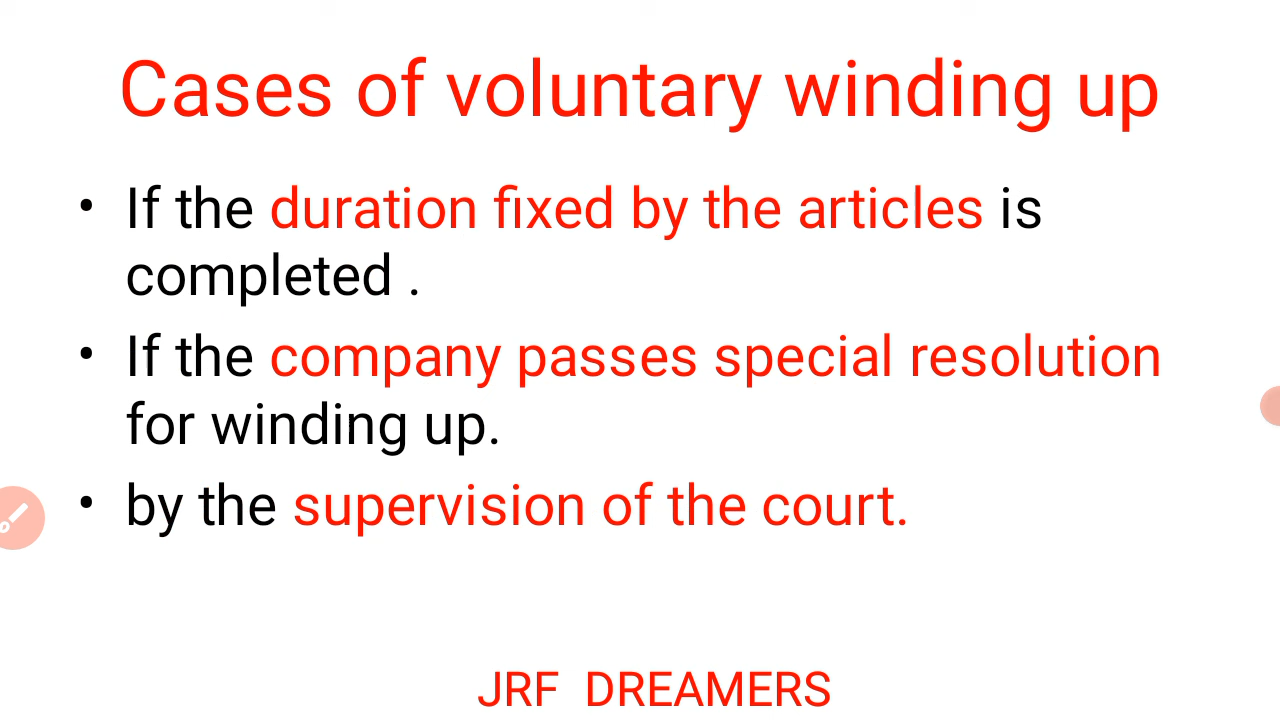 Cases of voluntary winding up
• If the duration fixed by the articles is
completed .
• If the company passes special resolution
for winding up.
• by the supervision of the court.
JRF DREAMERS